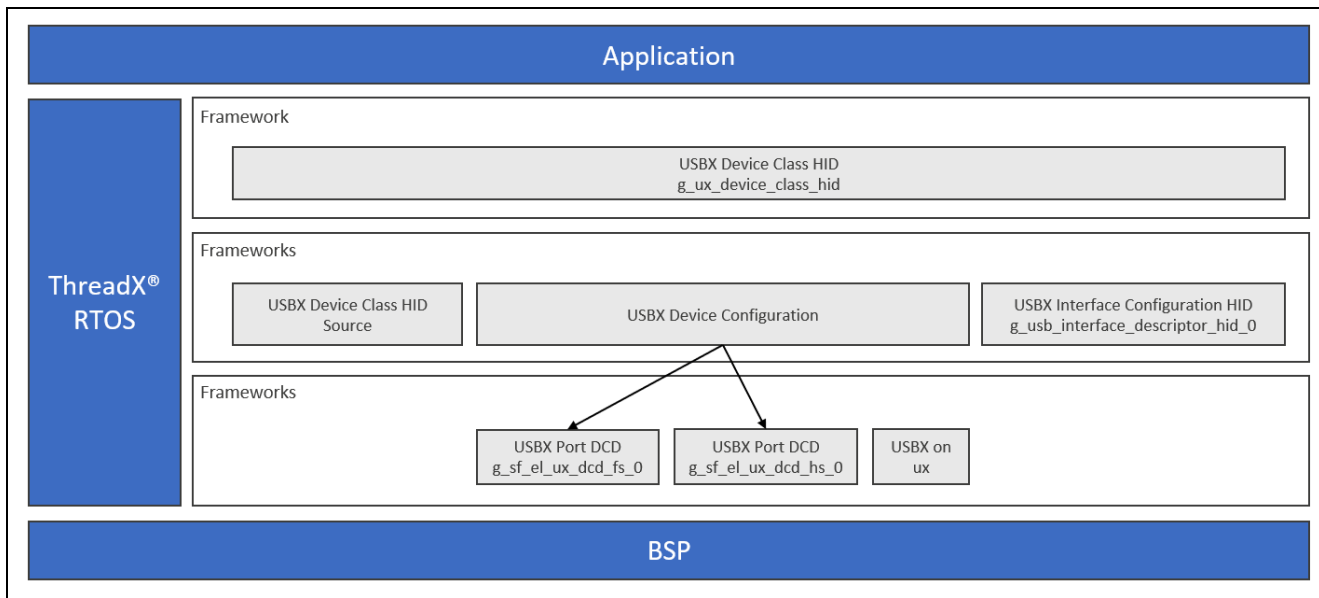 Application
ThreadX®
RTOS
Framework
USBX Device Class HID
g_ux_device_class_hid
Frameworks
USBX Device Class HID
Source
USBX Device Configuration
USBX Interface Configuration HID
g_usb_interface_descriptor_hid_0
Frameworks
USBX Port DCD
g_sf_el_ux_dcd_fs_0
USBX Port DCD
g_sf_el_ux_dcd_hs_0
USBX on
ux
BSP